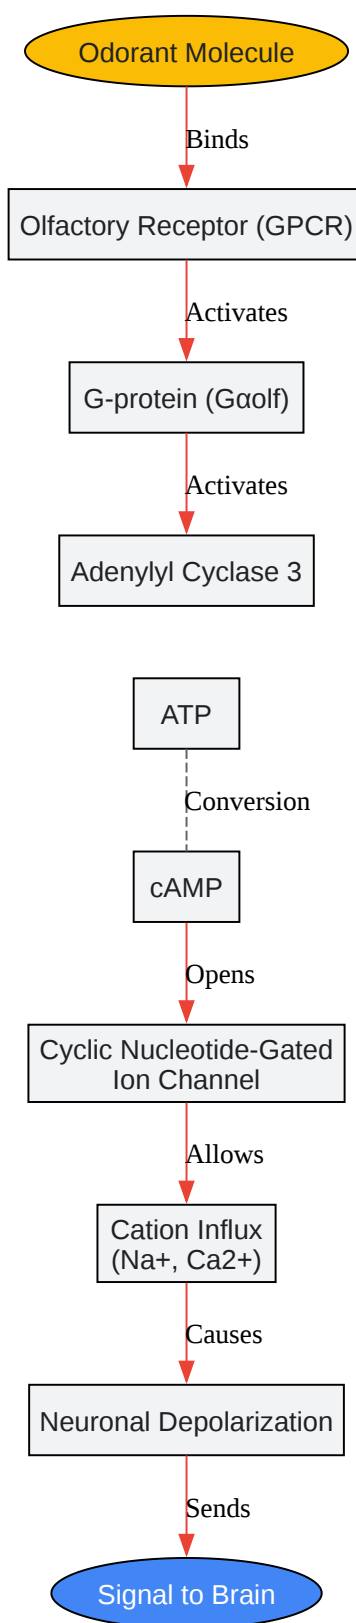 Odorant Molecule
Binds
Olfactory Receptor (GPCR)
Activates
G-protein (Gαolf)
Activates
Adenylyl Cyclase 3
ATP
Conversion
cAMP
Opens
Cyclic Nucleotide-Gated
Ion Channel
Allows
Cation Influx
(Na+, Ca2+)
Causes
Neuronal Depolarization
Sends
Signal to Brain